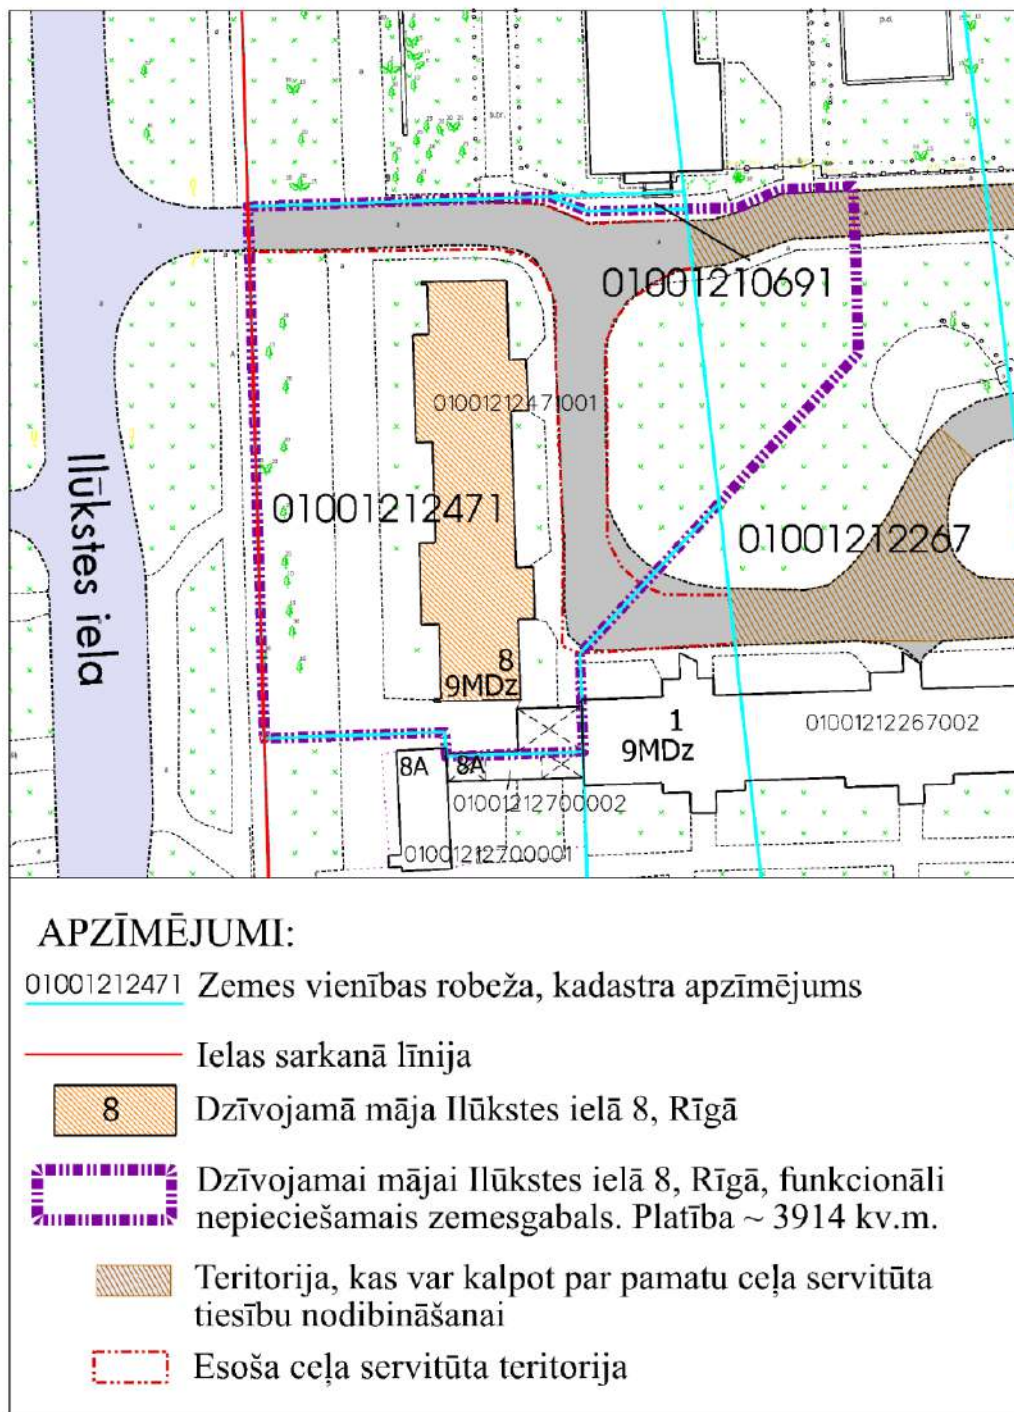 01001210691
01001212471001
01001212471
01001212267
Ilūkstes iela
8
9MDz
1
9MDz
01001212267002
8A
8A
01001212700002
01001212700001
APZĪMĒJUMI:
01001212471 Zemes vienības robeža, kadastra apzīmējums
Ielas sarkanā līnija
8 Dzīvojamā māja Ilūkstes ielā 8, Rīgā
Dzīvojamai mājai Ilūkstes ielā 8, Rīgā, funkcionāli
nepieciešamais zemesgabals. Platība ~ 3914 kv.m.
Teritorija, kas var kalpot par pamatu ceļa servitūta
tiesību nodibināšanai
Esoša ceļa servitūta teritorija